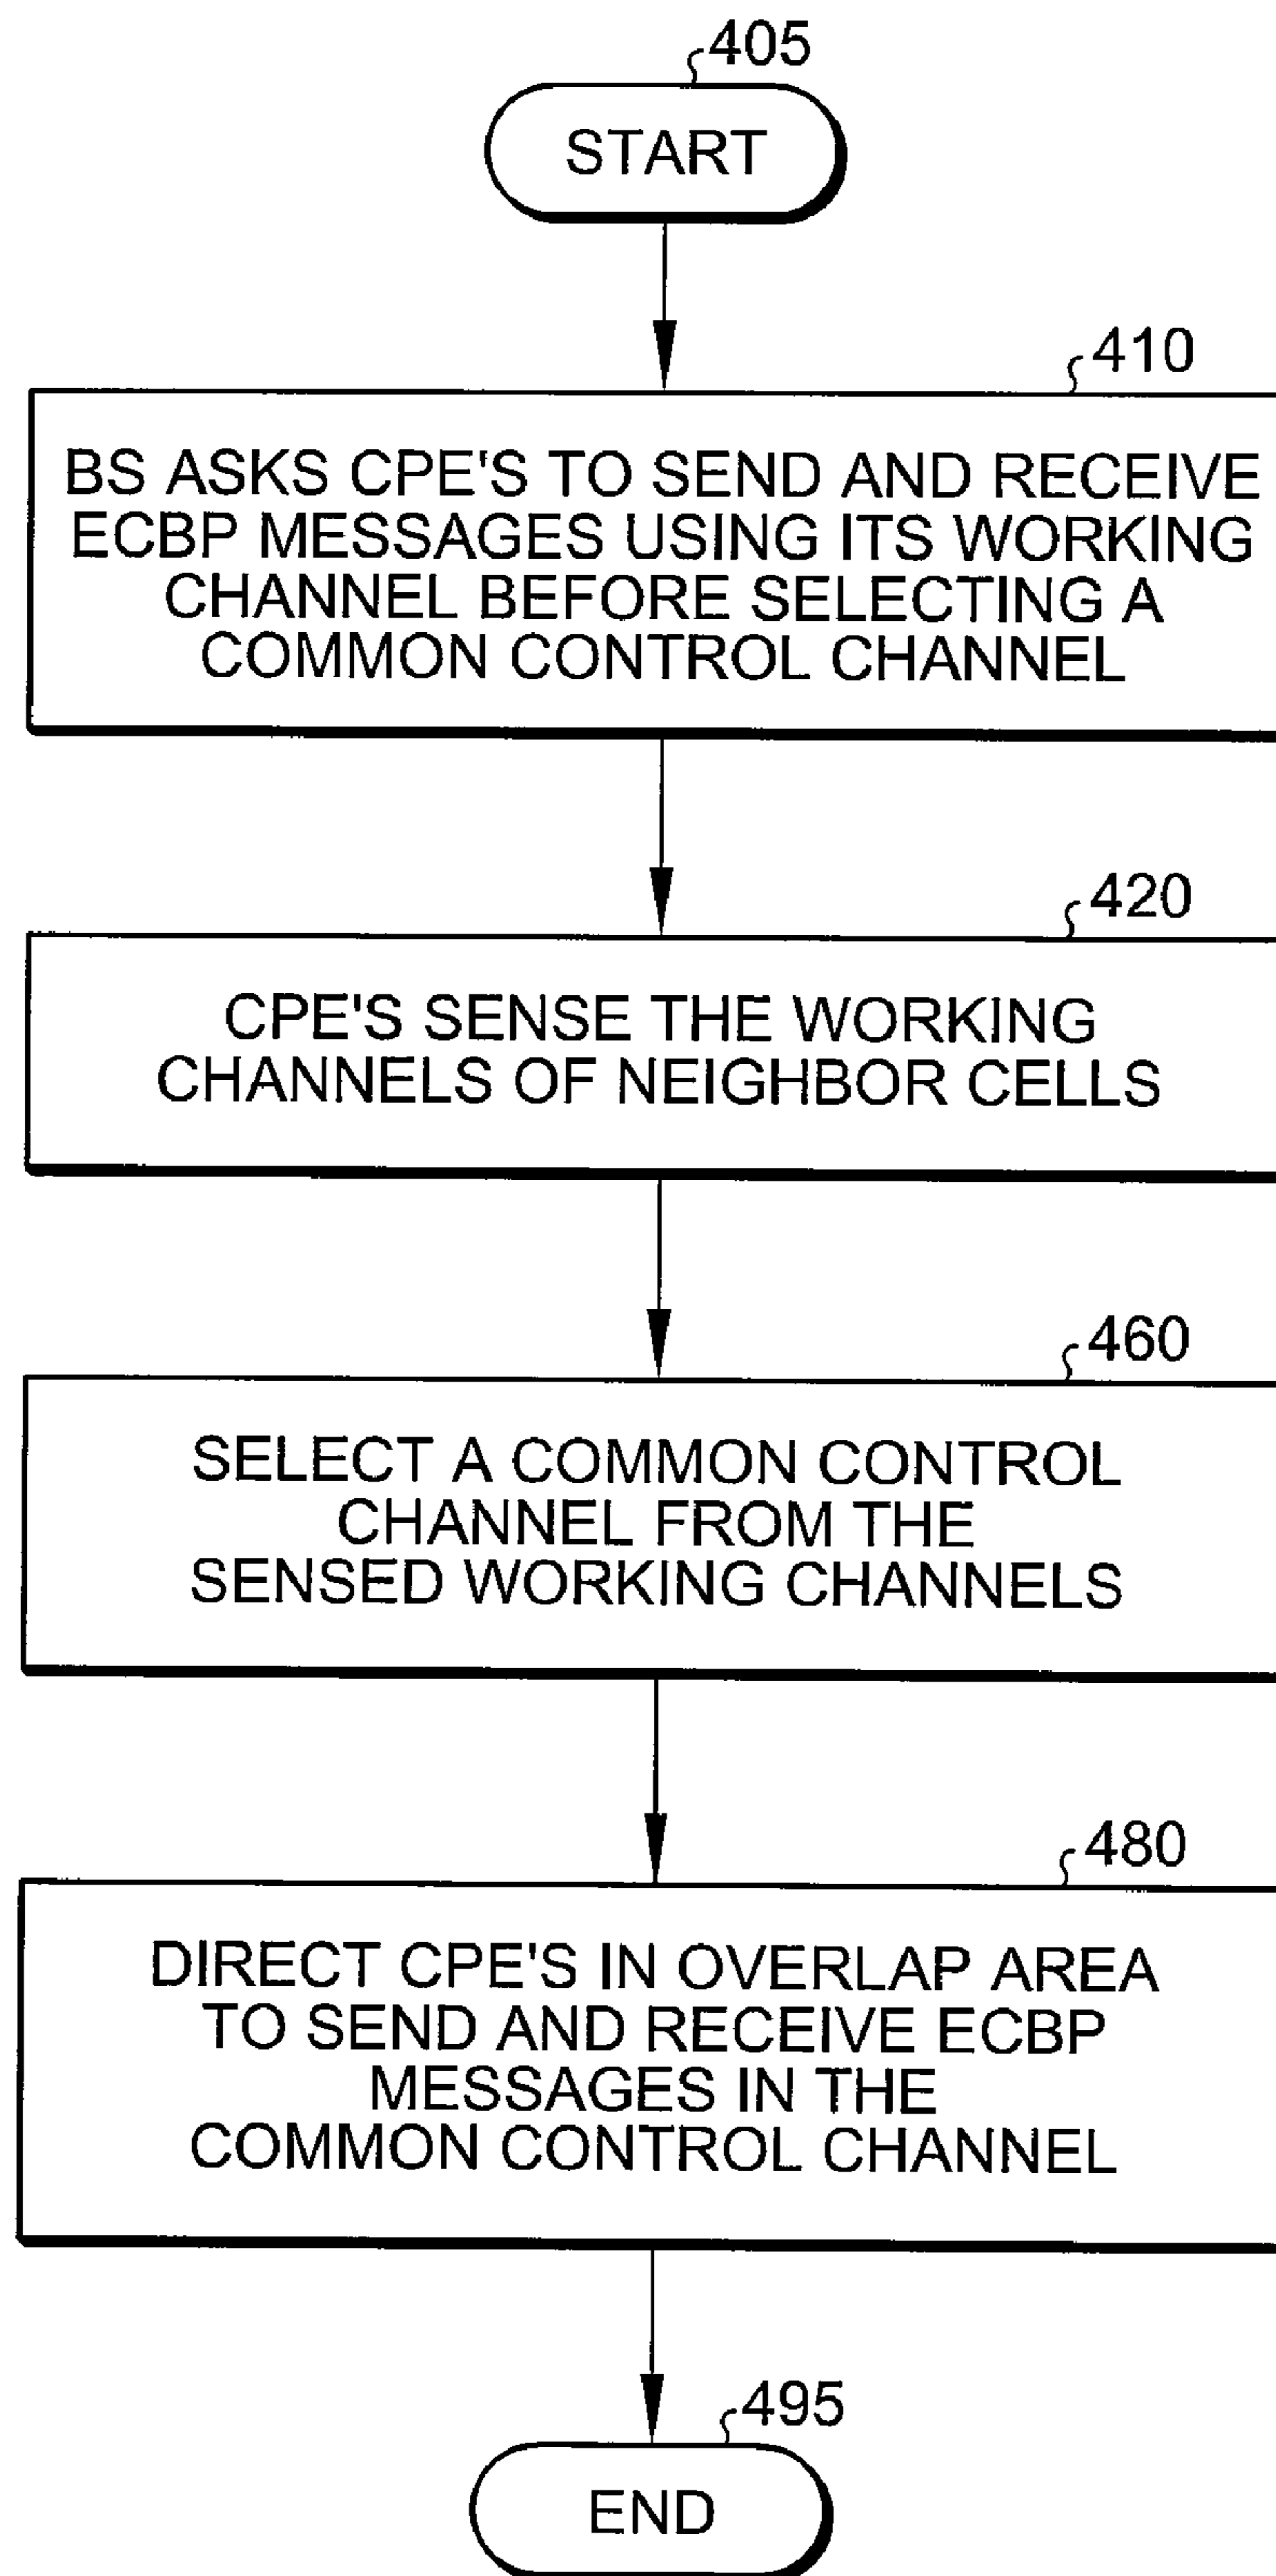 405
START
410
BS ASKS CPE'S TO SEND AND RECEIVE
ECBP MESSAGES USING ITS WORKING
CHANNEL BEFORE SELECTING A
COMMON CONTROL CHANNEL
420
CPE'S SENSE THE WORKING
CHANNELS OF NEIGHBOR CELLS
460
SELECT A COMMON CONTROL
CHANNEL FROM THE
SENSED WORKING CHANNELS
480
DIRECT CPE'S IN OVERLAP AREA
TO SEND AND RECEIVE ECBP
MESSAGES IN THE
COMMON CONTROL CHANNEL
495
END